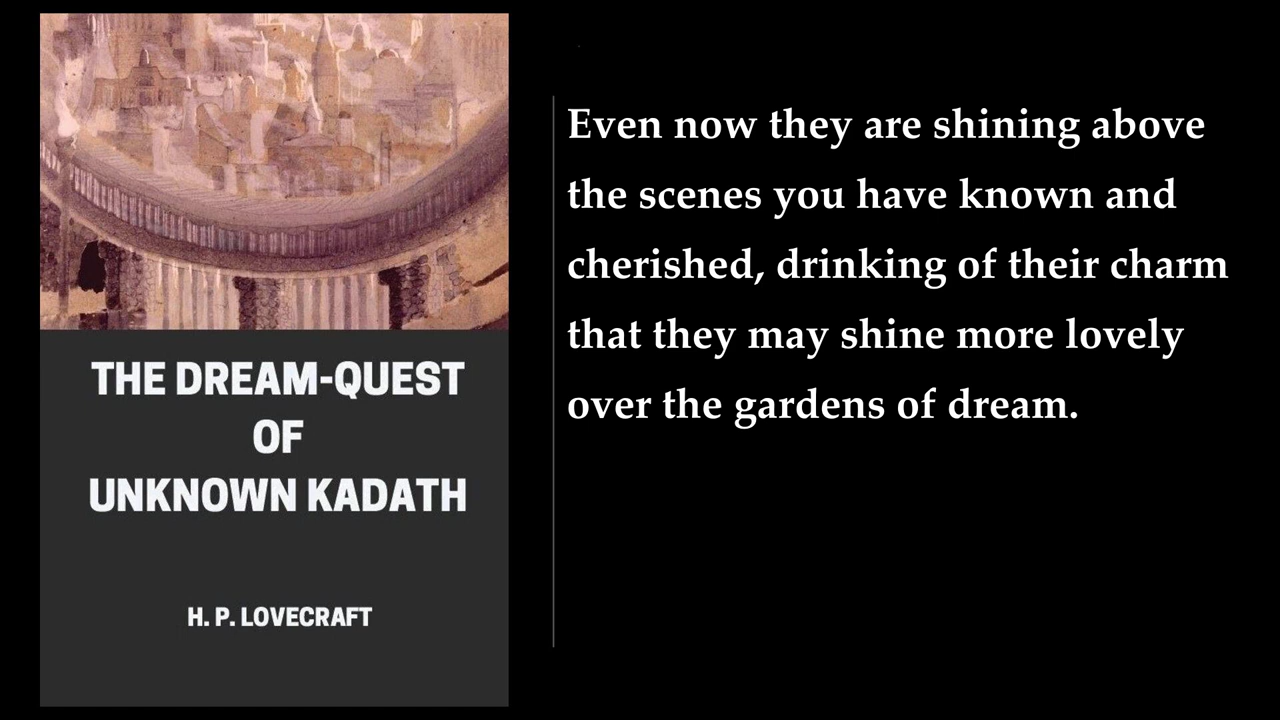 THE DREAM-QUEST
OF
UNKNOWN KADATH
H. P. LOVECRAFT
Even now they are shining above
the scenes you have known and
cherished, drinking of their charm
that they may shine more lovely
over the gardens of dream.